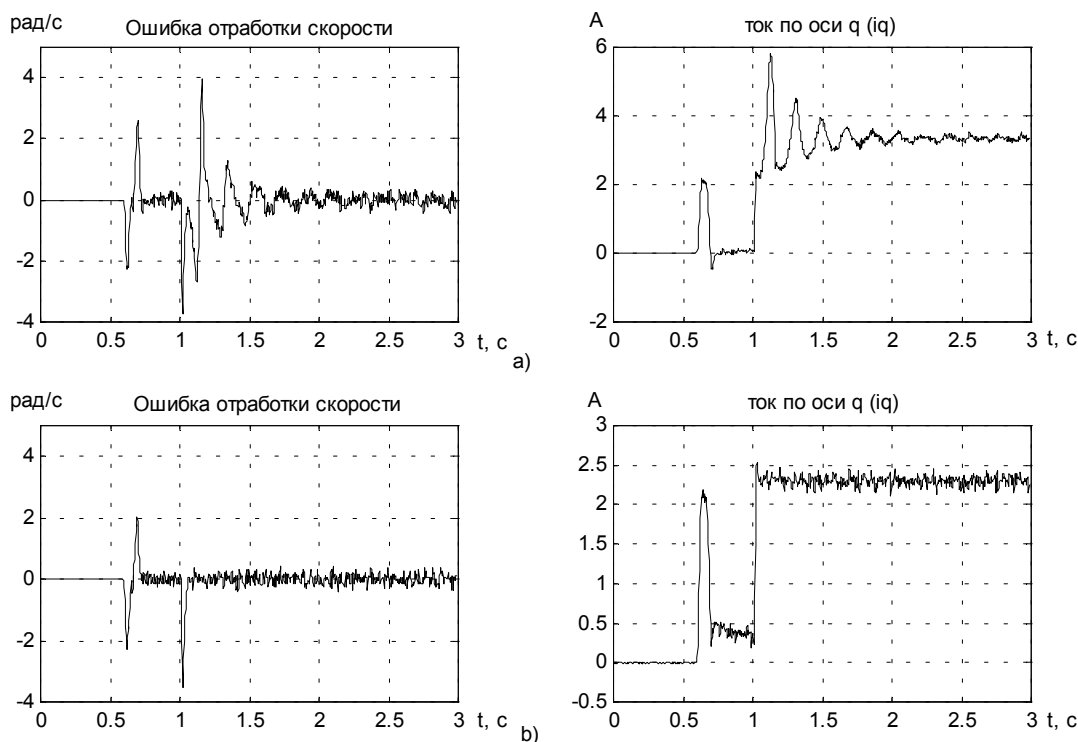 рад/с
Ошибка отработки скорости
4
2
0
-2
-4
0 0.5 1 1.5 2 2.5 3 t, с
А
ток по оси q (iq)
6
4
2
0
-2
0 0.5 1 1.5 2 2.5 3 t, с
а)
рад/с
Ошибка отработки скорости
4
2
0
-2
-4
0 0.5 1 1.5 2 2.5 3 t, с
А
ток по оси q (iq)
3
2.5
2
1.5
1
0.5
0
-0.5
0 0.5 1 1.5 2 2.5 3 t, с
b)